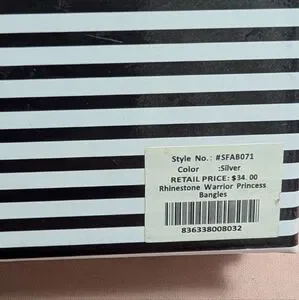 Style No.: #SFAB071
Color :Silver
RETAIL PRICE: $34.00
Rhinestone Warrior Princess
Bangles
836338008032